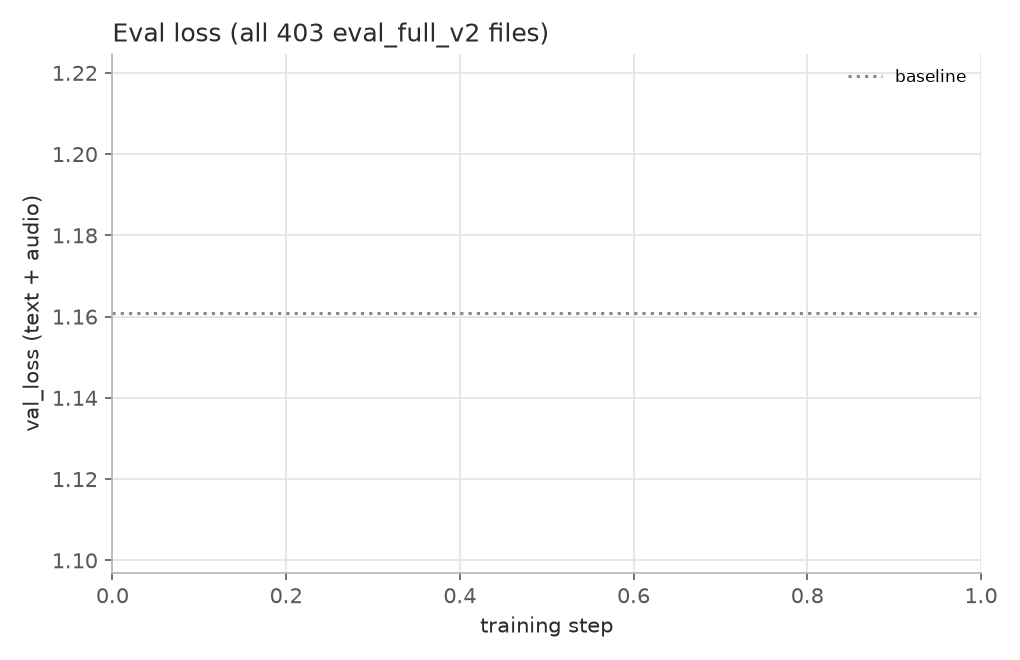 Eval loss (all 403 eval_full_v2 files)
baseline
val_loss (text + audio)
1.22
1.20
1.18
1.16
1.14
1.12
1.10
0.0 0.2 0.4 0.6 0.8 1.0
training step